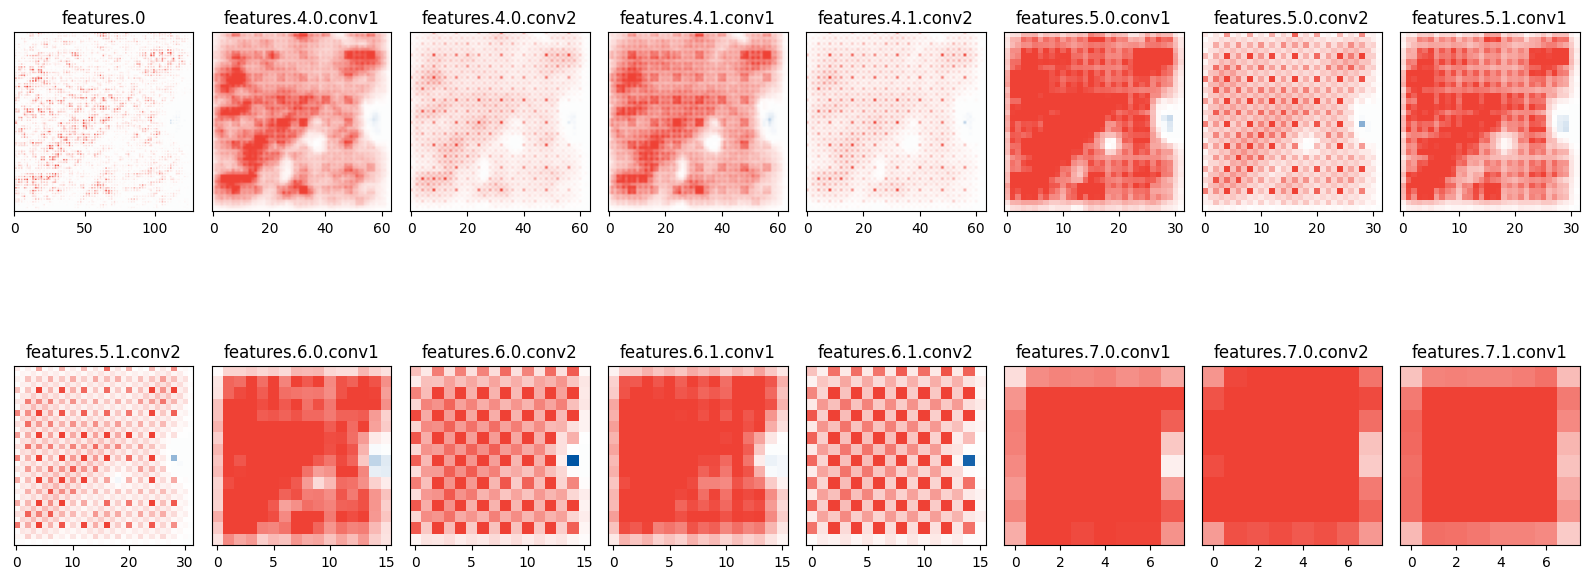 features.0 features.4.0.conv1 features.4.0.conv2 features.4.1.conv1 features.4.1.conv2 features.5.0.conv1 features.5.0.conv2 features.5.1.conv1
0 50 100 0 20 40 60 0 20 40 60 0 20 40 60 0 20 40 60 0 10 20 30 0 10 20 30 0 10 20 30
features.5.1.conv2 features.6.0.conv1 features.6.0.conv2 features.6.1.conv1 features.6.1.conv2 features.7.0.conv1 features.7.0.conv2 features.7.1.conv1
0 10 20 30 0 5 10 15 0 5 10 15 0 5 10 15 0 5 10 15 0 2 4 6 0 2 4 6 0 2 4 6